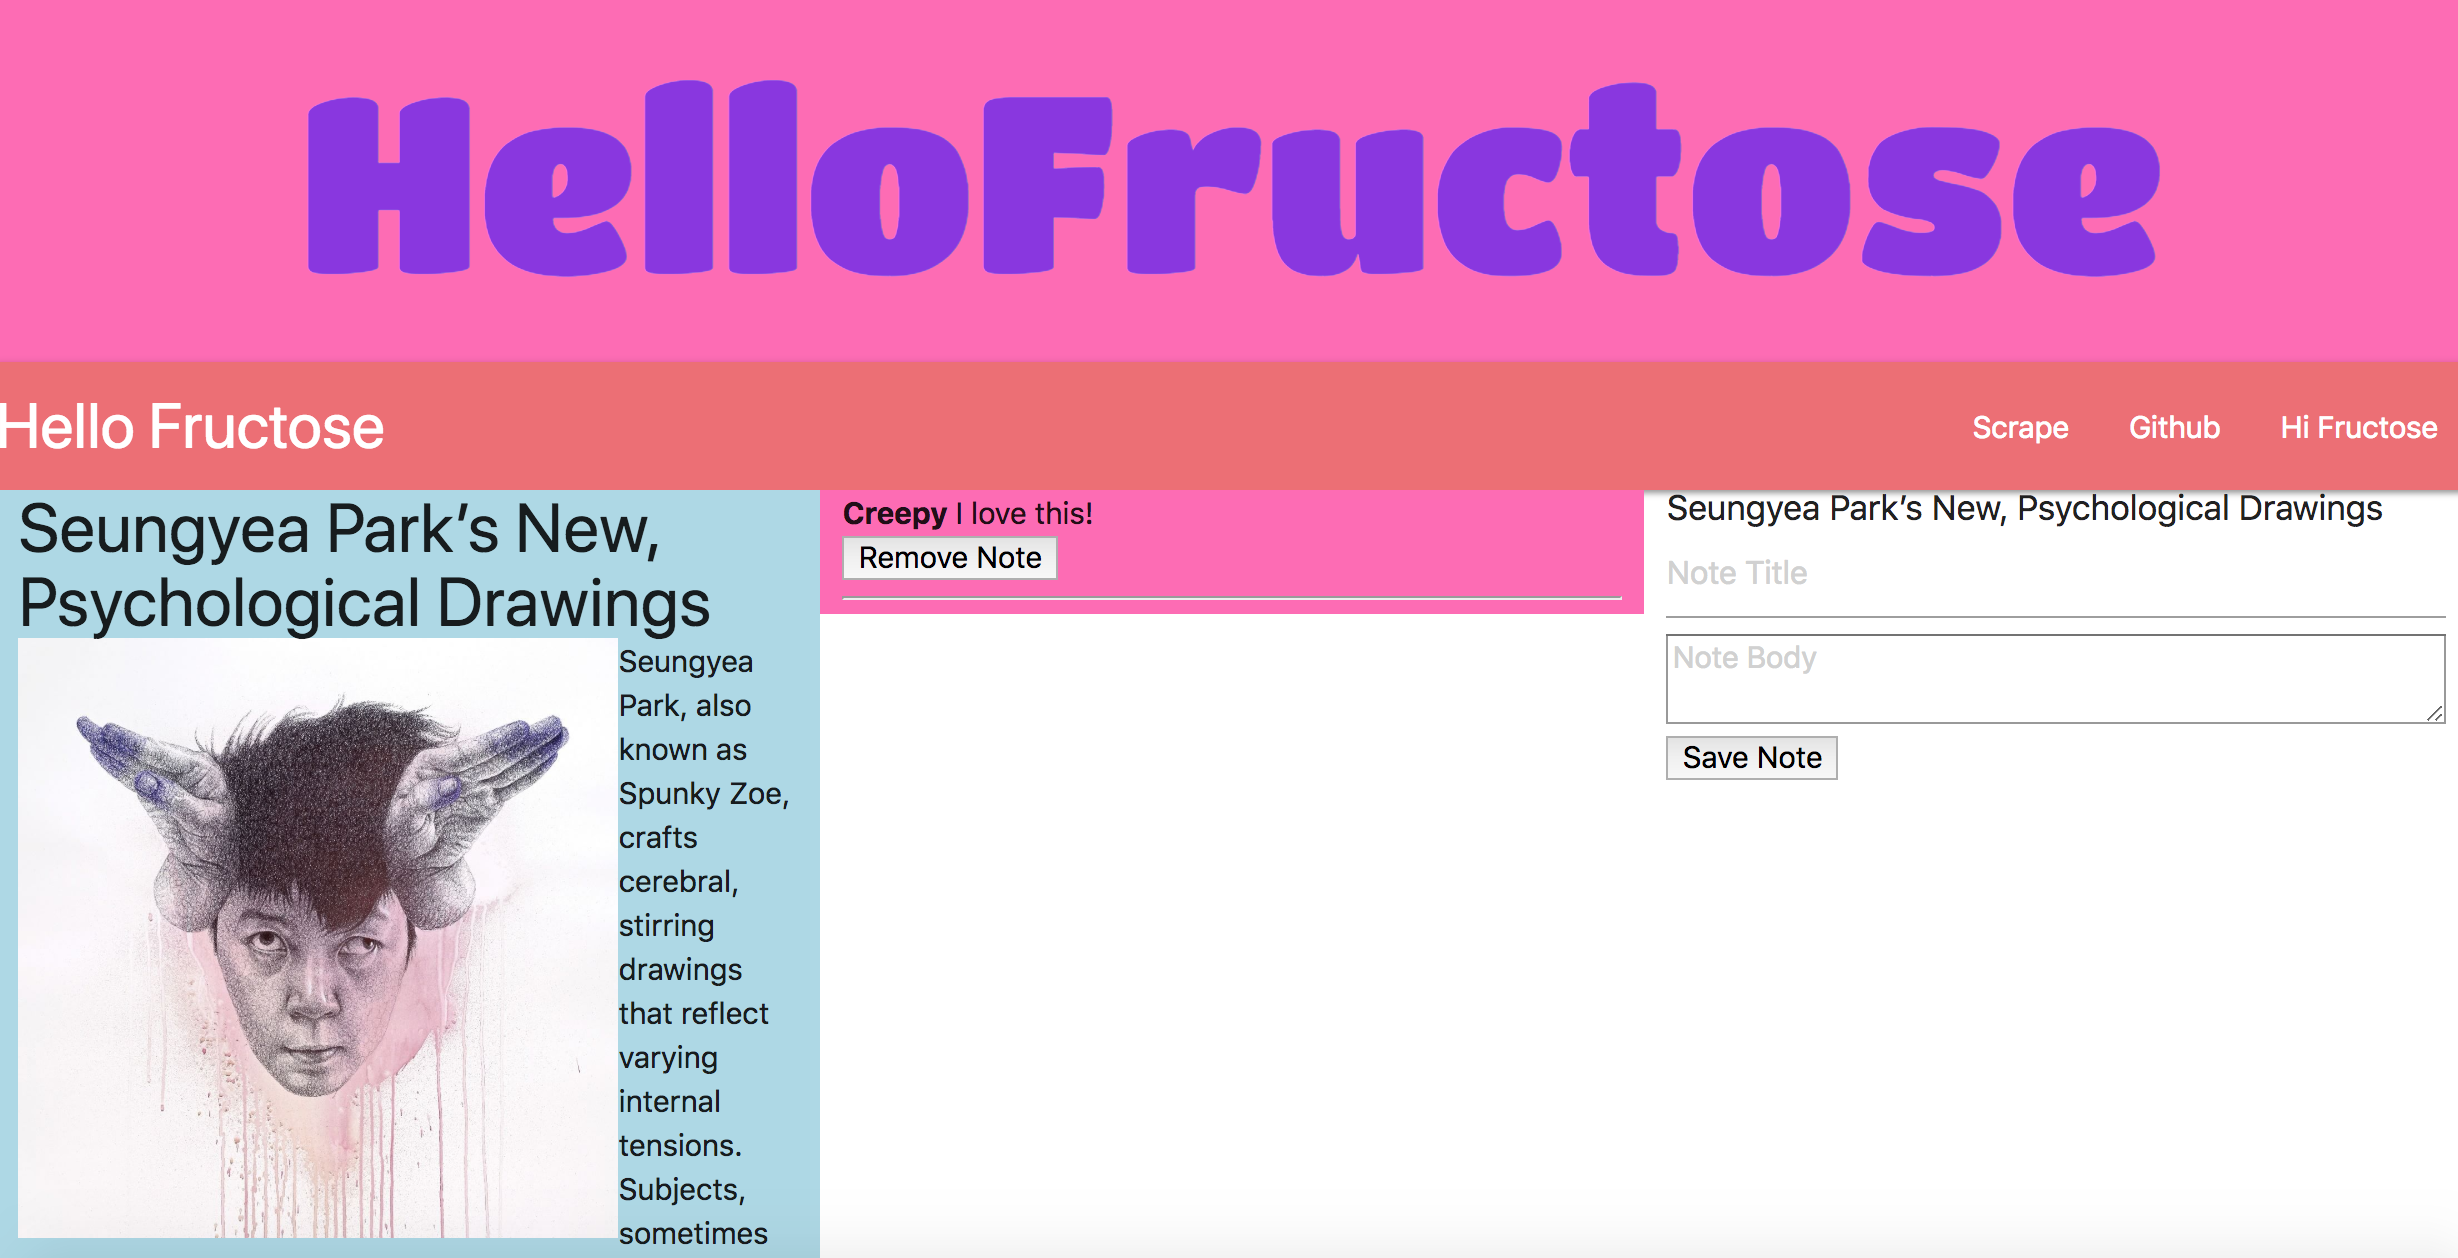 HelloFructose
Hello Fructose
Scrape Github Hi Fructose
Seungyea Park’s New,
Psychological Drawings
Seungyea
Park, also
known as
Spunky Zoe,
crafts
cerebral,
stirring
drawings
that reflect
varying
internal
tensions.
Subjects,
sometimes
Creepy I love this!
Remove Note
Seungyea Park’s New, Psychological Drawings
Note Title
Note Body
Save Note